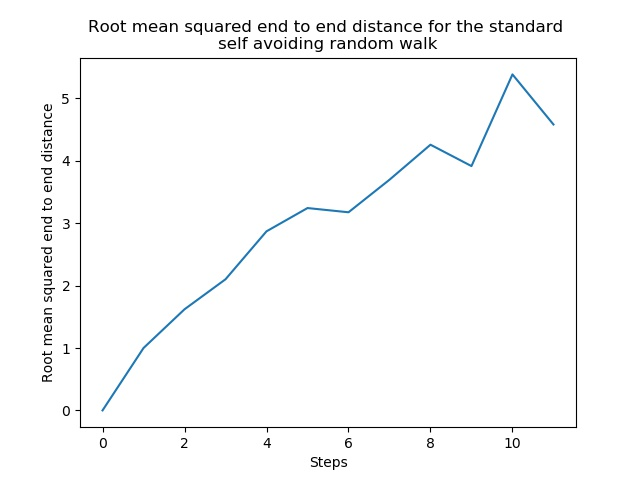 Root mean squared end to end distance for the standard
self avoiding random walk
Root mean squared end to end distance
5
4
3
2
1
0
0 2 4 6 8 10
Steps